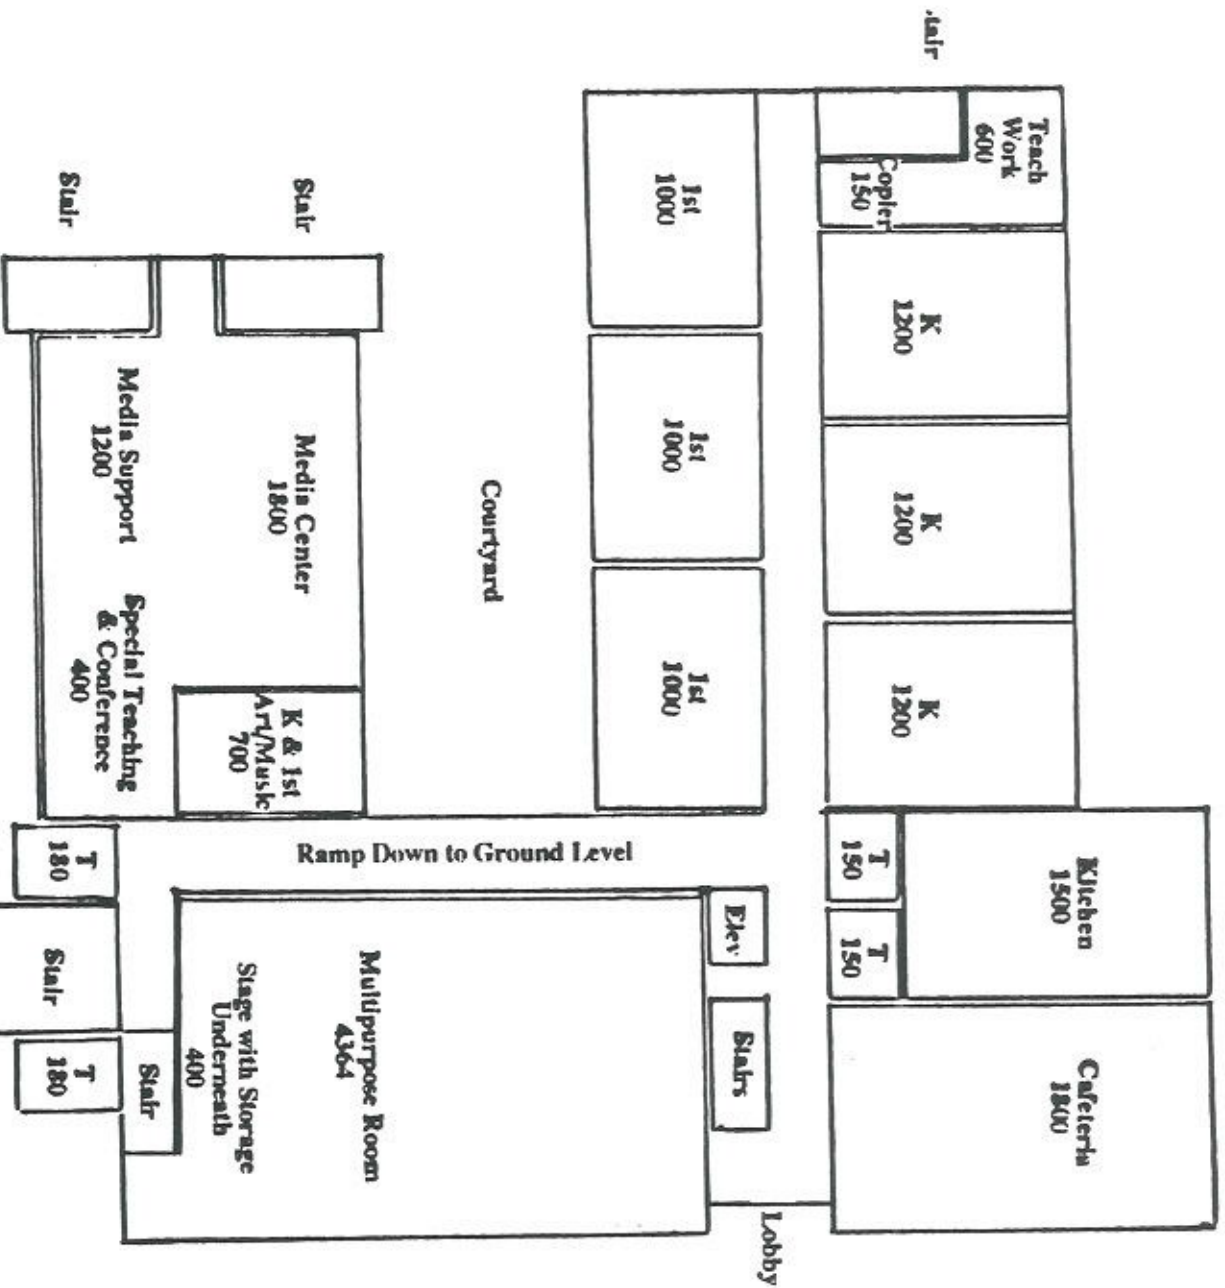 .tair
Teach
Work
600
Copier
150
K
1200
K
1200
K
1200
Kitchen
1500
T
150
T
150
Cafeteria
1800
1st
1000
1st
1000
1st
1000
Courtyard
Stair
Stair
Media Center
1800
Media Support
1200
Special Teaching
& Conference
400
K & 1st
Art/Music
700
Ramp Down to Ground Level
Elev
Stairs
Lobby
Multipurpose Room
4364
Stage with Storage
Underneath
400
T
180
Stair
Stair
T
180